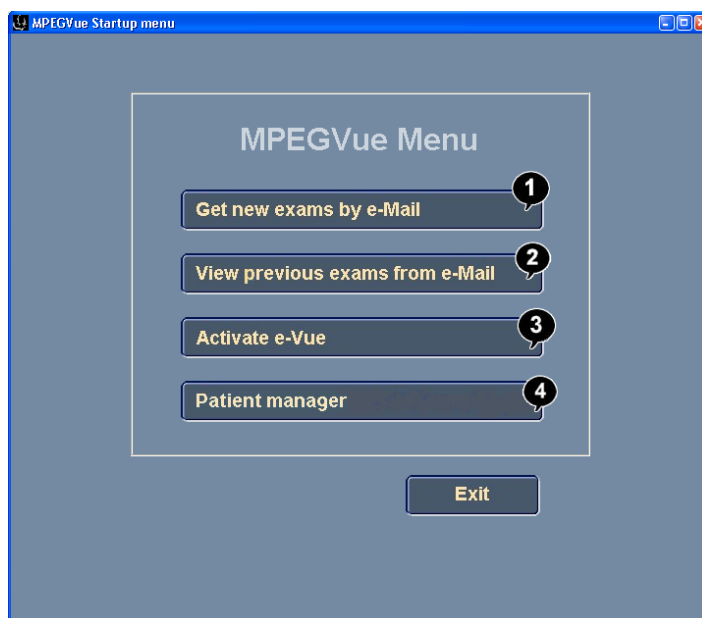 MPEGVue Startup menu
MPEGVue Menu
1
Get new exams by e-Mail
2
View previous exams from e-Mail
3
Activate e-Vue
4
Patient manager
Exit